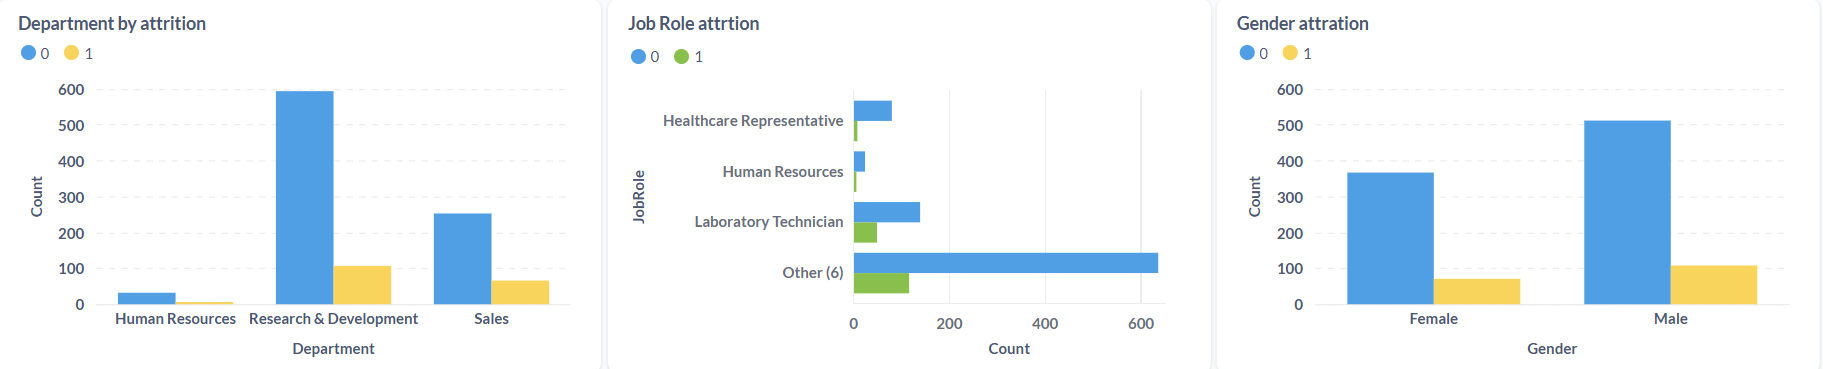 Department by attrition
0 1
600
500
400
300
200
100
0
Count
Human Resources Research & Development Sales
Department
Job Role attrtion
0 1
Healthcare Representative
Human Resources
Laboratory Technician
Other (6)
JobRole
0 200 400 600
Count
Gender attration
0 1
600
500
400
300
200
100
0
Count
Female Male
Gender